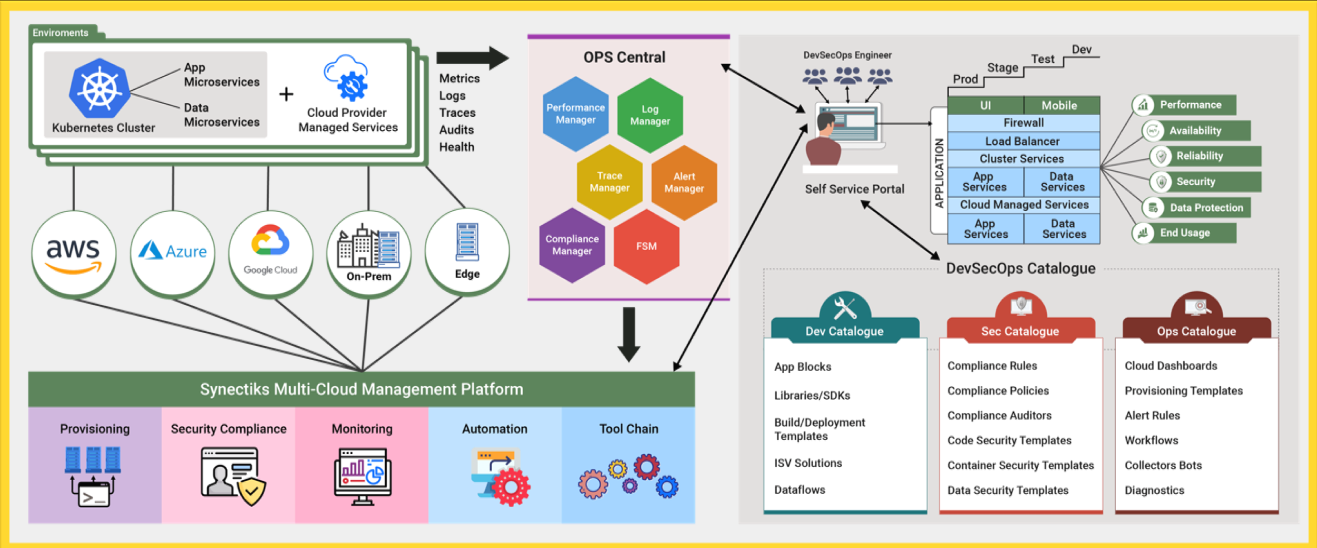 Enviroments
App
Microservices
Data
Microservices
Kubernetes Cluster
+
Cloud Provider
Managed Services
Metrics
Logs
Traces
Audits
Health
aws
Azure
Google Cloud
On-Prem
Edge
OPS Central
Performance
Manager
Log
Manager
Trace
Manager
Alert
Manager
Compliance
Manager
FSM
Synectiks Multi-Cloud Management Platform
Provisioning
Security Compliance
Monitoring
Automation
Tool Chain
>_
DevSecOps Engineer
Self Service Portal
Prod
Stage
Test
Dev
APPLICATION
UI
Mobile
Firewall
Load Balancer
Cluster Services
App
Services
Data
Services
Cloud Managed Services
App
Services
Data
Services
Performance
Availability
Reliability
Security
Data Protection
End Usage
DevSecOps Catalogue
Dev Catalogue
App Blocks
Libraries/SDKs
Build/Deployment
Templates
ISV Solutions
Dataflows
Sec Catalogue
Compliance Rules
Compliance Policies
Compliance Auditors
Code Security Templates
Container Security Templates
Data Security Templates
Ops Catalogue
Cloud Dashboards
Provisioning Templates
Alert Rules
Workflows
Collectors Bots
Diagnostics